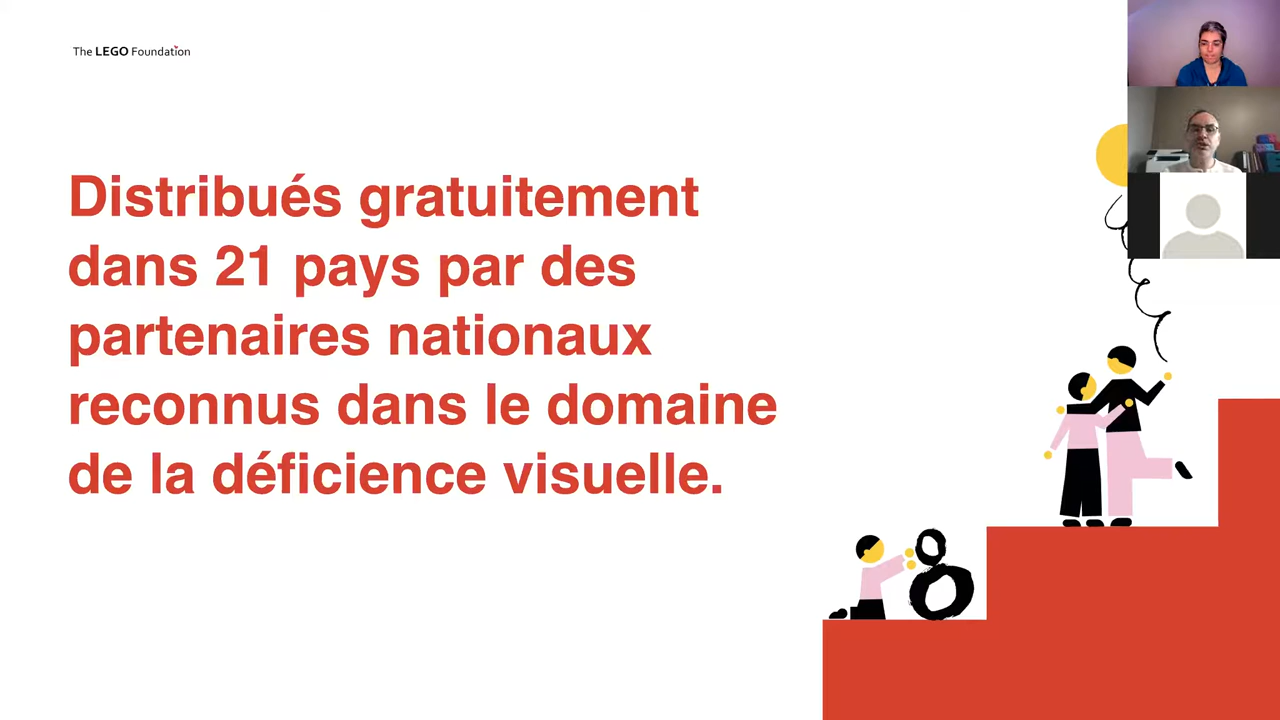 The LEGO Foundation
Distribués gratuitement
dans 21 pays par des
partenaires nationaux
reconnus dans le domaine
de la déficience visuelle.